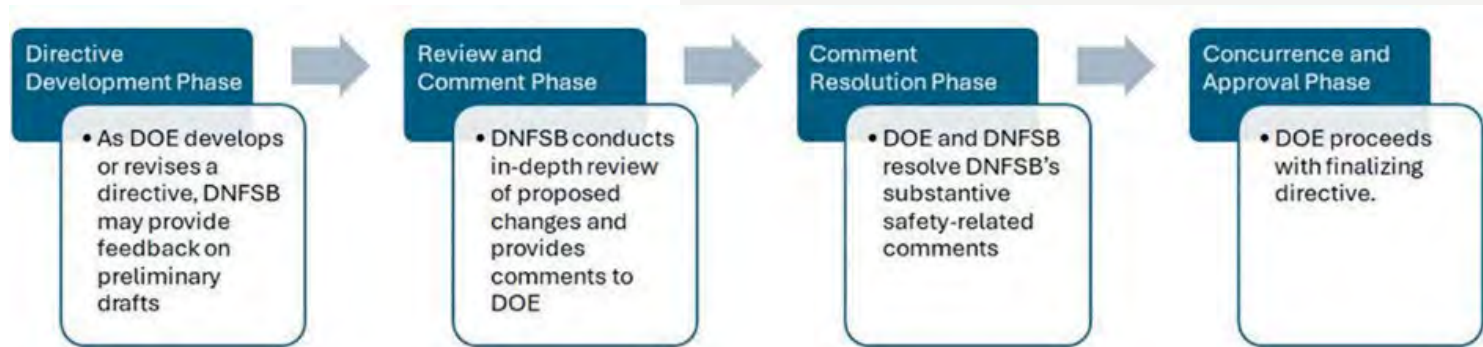 Directive
Development Phase
• As DOE develops
or revises a
directive, DNFSB
may provide
feedback on
preliminary
drafts
Review and
Comment Phase
• DNFSB conducts
in-depth review
of proposed
changes and
provides
comments to
DOE
Comment
Resolution Phase
• DOE and DNFSB
resolve DNFSB's
substantive
safety-related
comments
Concurrence and
Approval Phase
• DOE proceeds
with finalizing
directive.